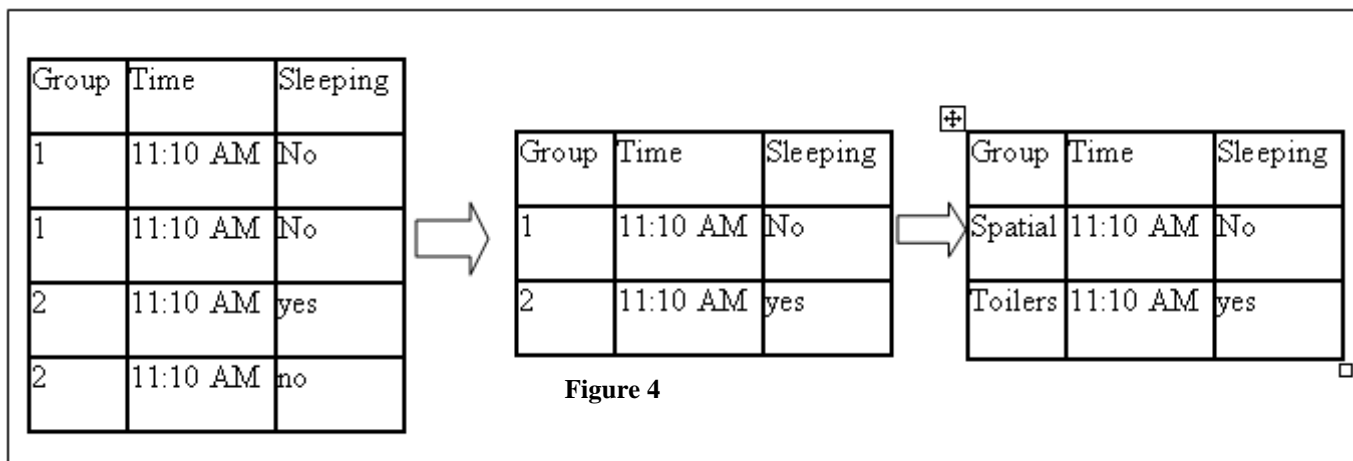 Group Time Sleeping
1 11:10 AM No
1 11:10 AM No
2 11:10 AM yes
2 11:10 AM no
Group Time Sleeping
1 11:10 AM No
2 11:10 AM yes
Group Time Sleeping
Spatial 11:10 AM No
Toilers 11:10 AM yes
Figure 4